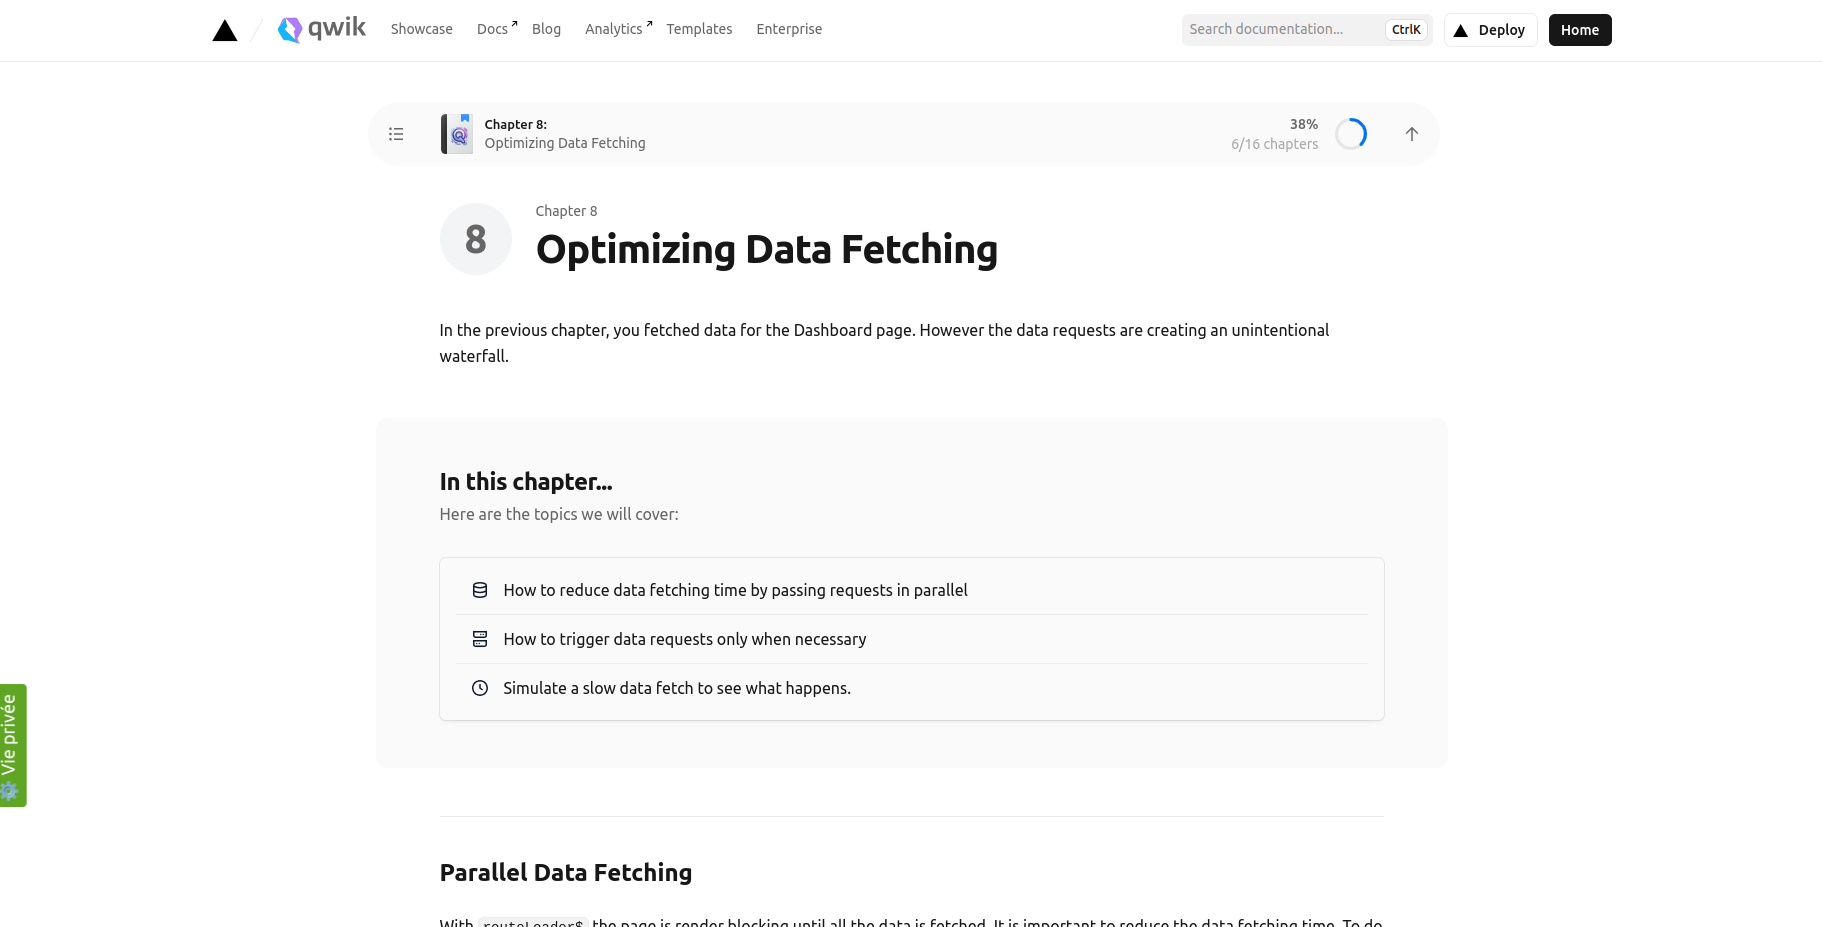 qwik
Showcase
Docs
Blog
Analytics
Templates
Enterprise
Search documentation...
CtrlK
Deploy
Home
Chapter 8:
Optimizing Data Fetching
38%
6/16 chapters
8
Chapter 8
Optimizing Data Fetching
In the previous chapter, you fetched data for the Dashboard page. However the data requests are creating an unintentional
waterfall.
In this chapter...
Here are the topics we will cover:
How to reduce data fetching time by passing requests in parallel
How to trigger data requests only when necessary
Simulate a slow data fetch to see what happens.
Vie privée
Parallel Data Fetching
With routeLoader$ the page is render blocking until all the data is fetched. It is important to reduce the data fetching time. To do